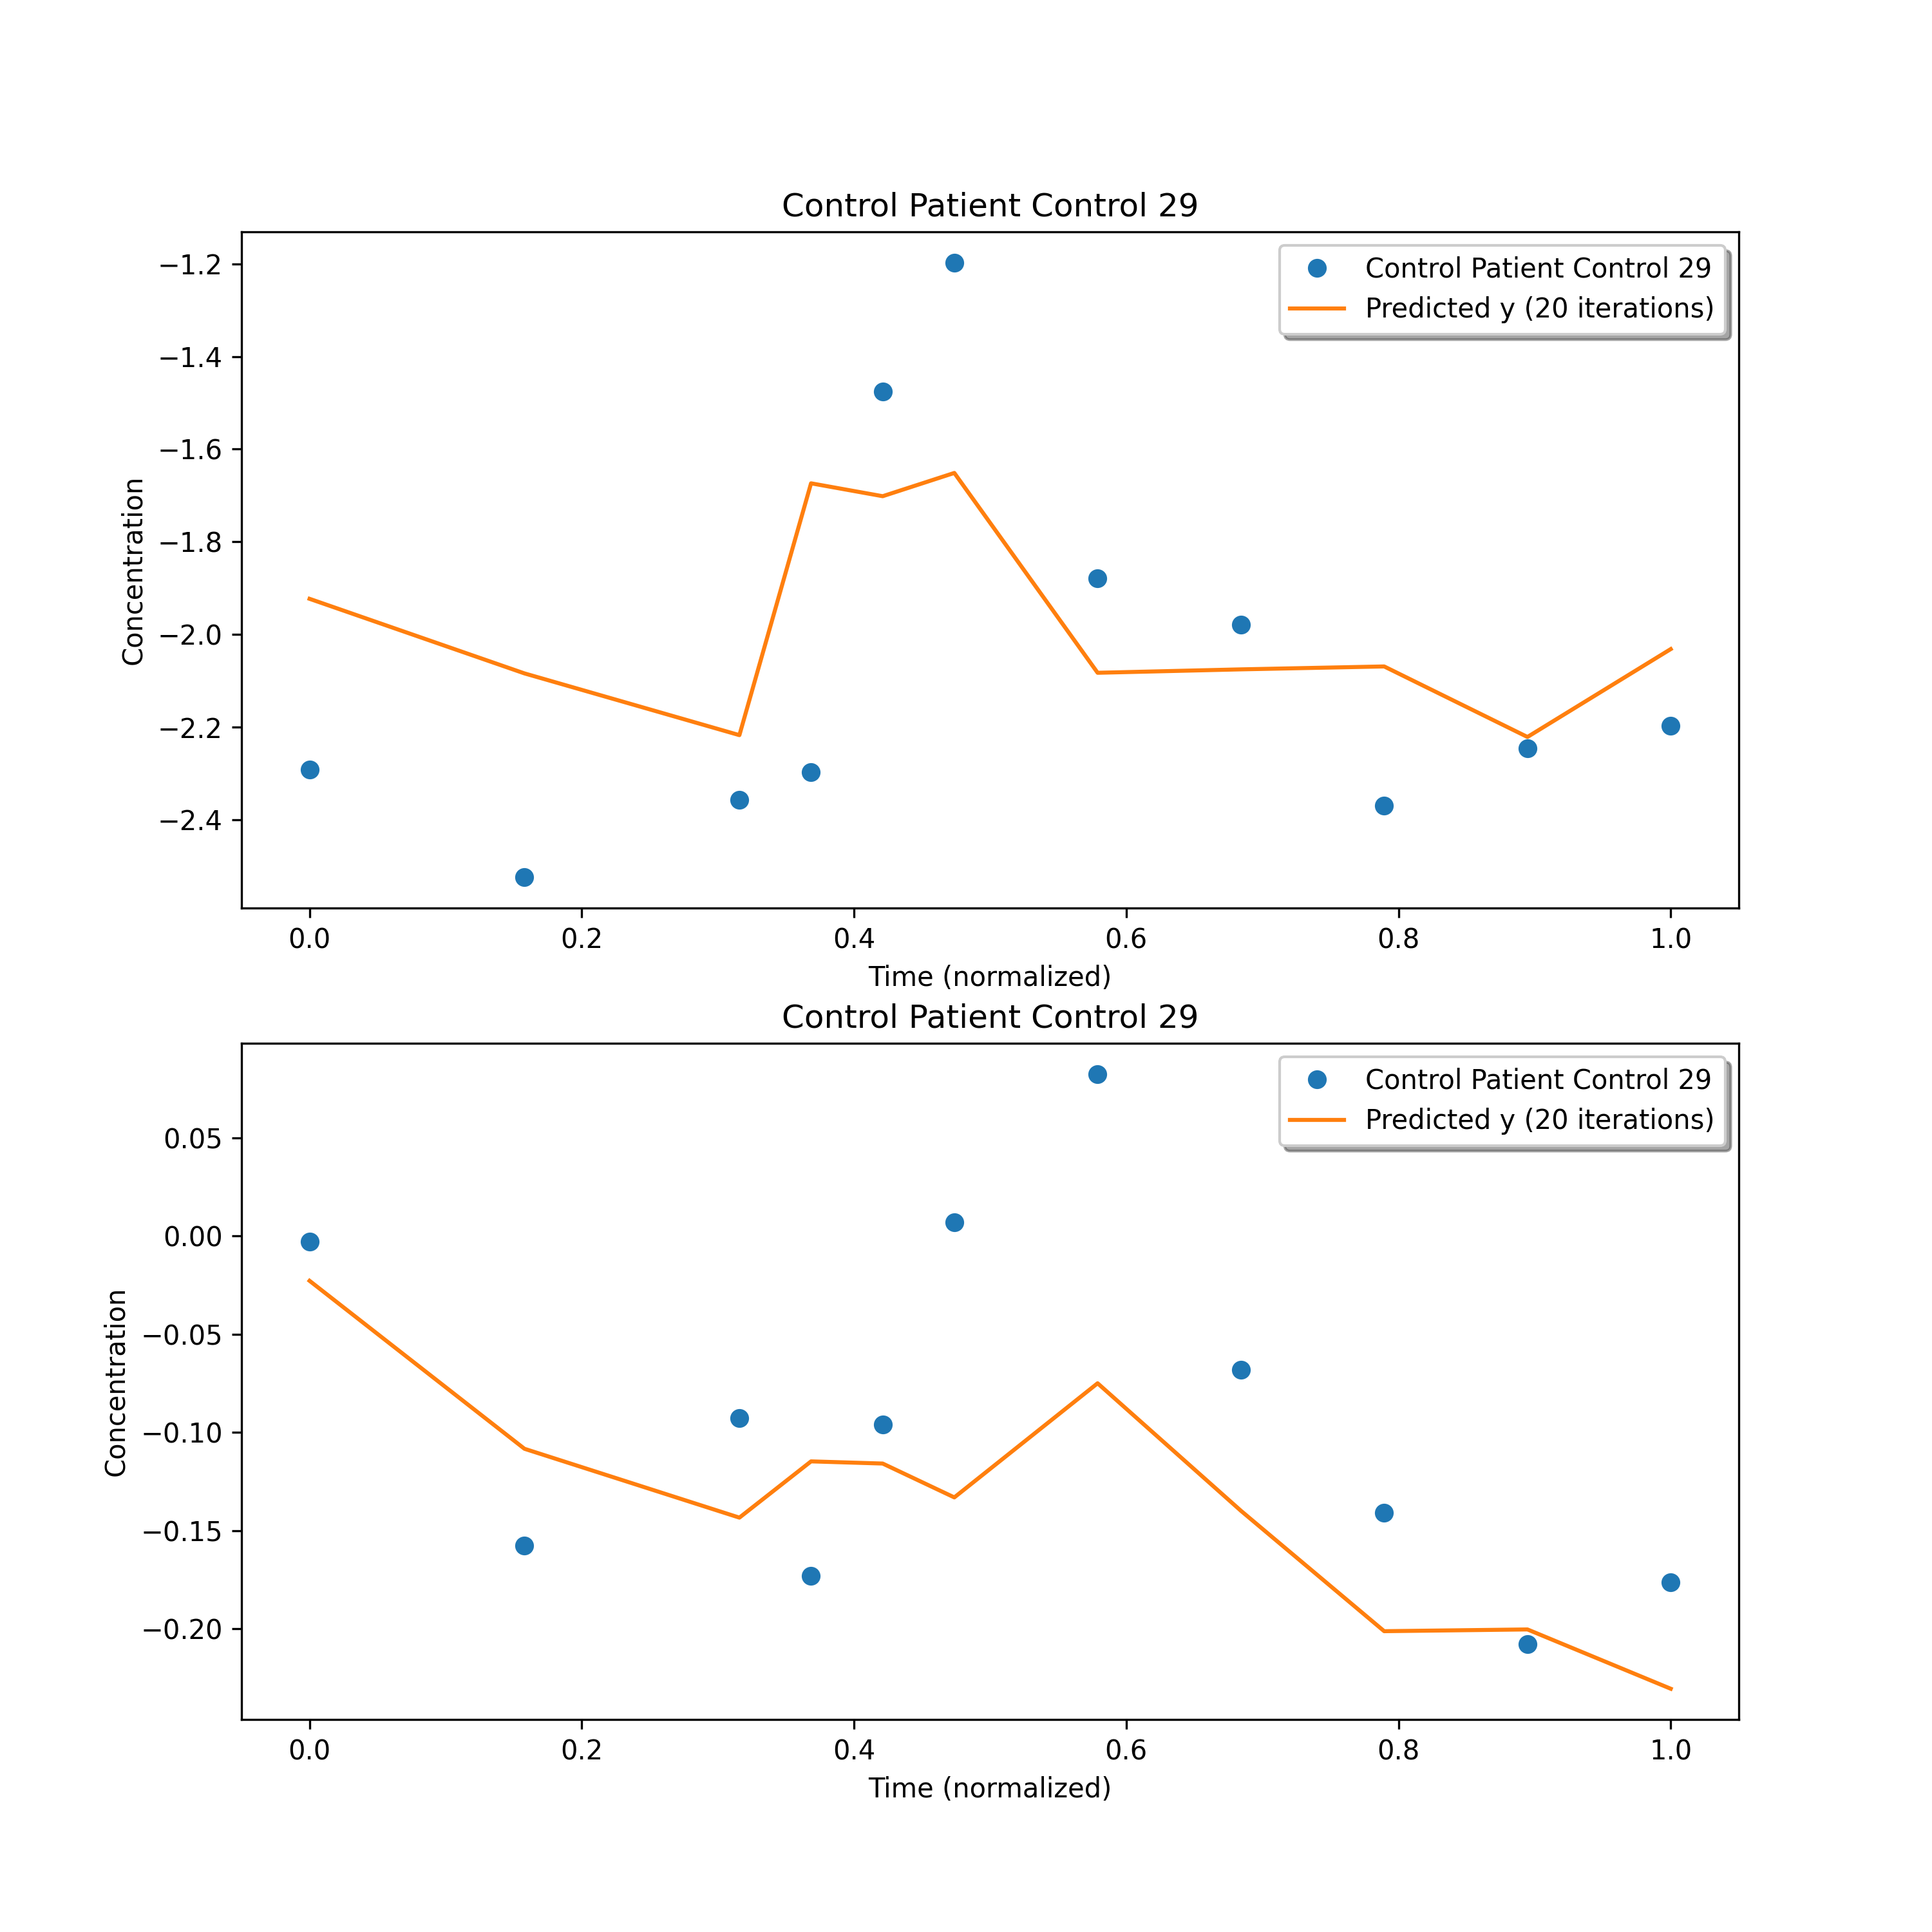 Control Patient Control 29
Control Patient Control 29
Predicted y (20 iterations)
−1.2
−1.4
−1.6
−1.8
−2.0
−2.2
−2.4
Concentration
0.0 0.2 0.4 0.6 0.8 1.0
Time (normalized)
Control Patient Control 29
Control Patient Control 29
Predicted y (20 iterations)
0.05
0.00
−0.05
−0.10
−0.15
−0.20
Concentration
0.0 0.2 0.4 0.6 0.8 1.0
Time (normalized)